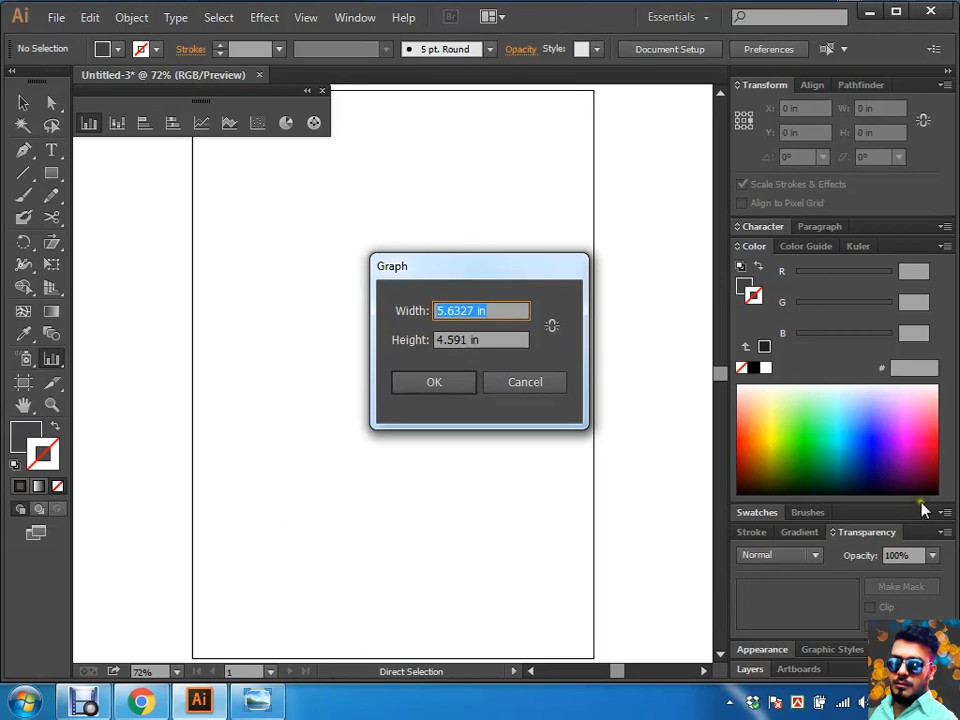 Ai File Edit Object Type Select Effect View Window Help Br Essentials
No Selection Stroke: 5 pt. Round Opacity Style: Document Setup Preferences
Untitled-3* @ 72% (RGB/Preview)
Transform Align Pathfinder
X: 0 in W: 0 in
Y: 0 in H: 0 in
0° 0°
Scale Strokes & Effects
Align to Pixel Grid
Character Paragraph
Color Color Guide Kuler
R
G
B
#
Graph
Width: 5.6327 in
Height: 4.591 in
OK Cancel
Swatches Brushes
Stroke Gradient Transparency
Normal Opacity: 100%
Make Mask
Clip
Appearance Graphic Styles
Layers Artboards
72% 1 Direct Selection
Ai